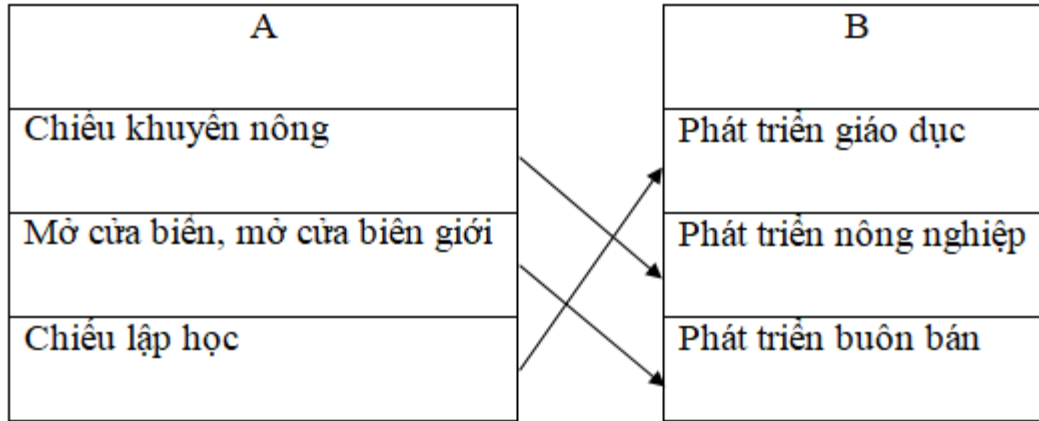 A
B
Chiếu khuyến nông
Phát triển giáo dục
Mở cửa biển, mở cửa biên giới
Phát triển nông nghiệp
Chiếu lập học
Phát triển buôn bán